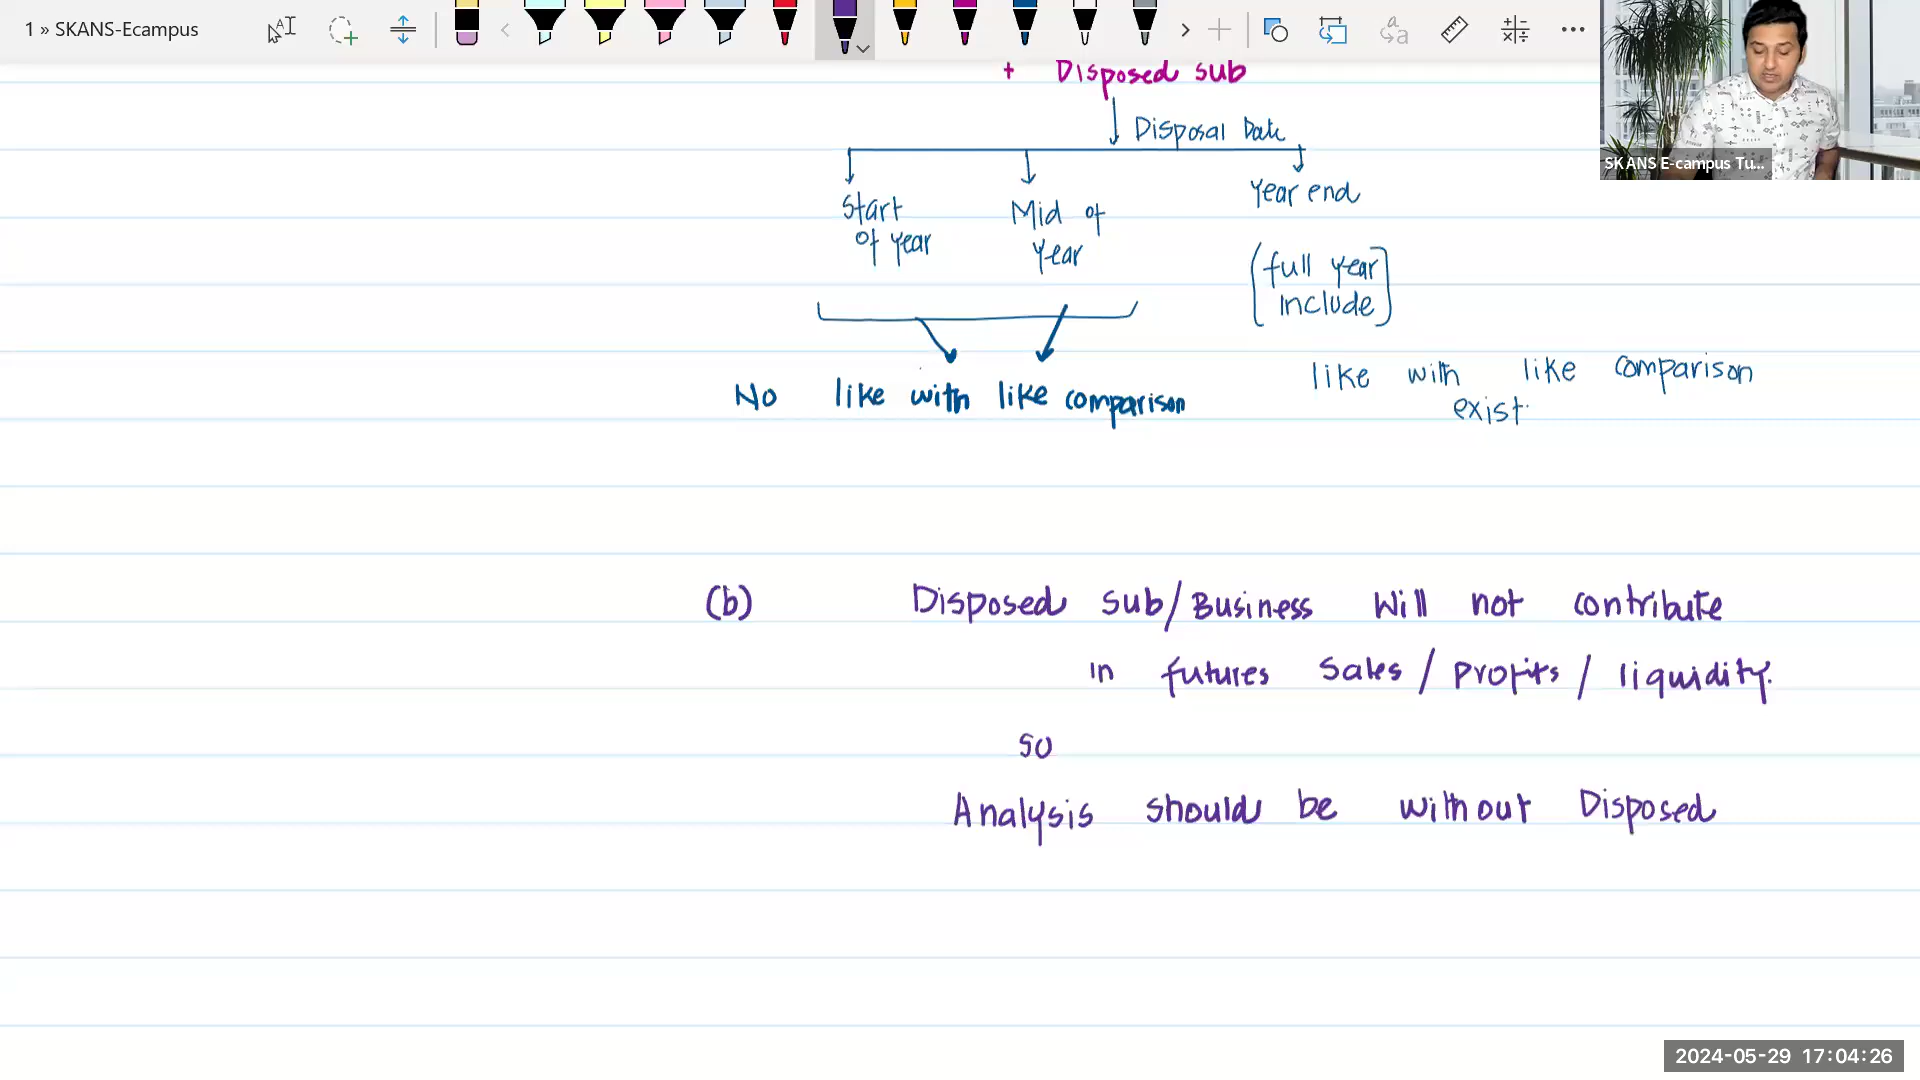 1 » SKANS-Ecampus
+ Disposed sub
Disposal Date
Start
of year
Mid of
Year
Year end
(full year
include)
No like with like comparison
like with like comparison
exist.
(b) Disposed sub/Business Will not contribute
in futures Sales / profits / liquidity.
so
Analysis should be without Disposed
SKANS E-campus Tu...
2024-05-29 17:04:26